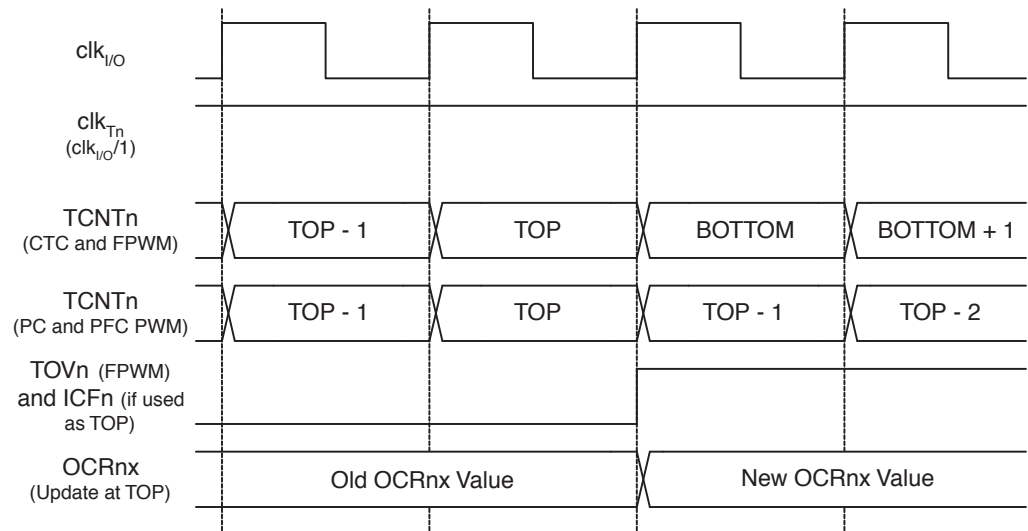 clkI/O
clkTn
(clkI/O/1)
TCNTn
(CTC and FPWM)
TOP - 1
TOP
BOTTOM
BOTTOM + 1
TCNTn
(PC and PFC PWM)
TOP - 1
TOP
TOP - 1
TOP - 2
TOVn (FPWM)
and ICFn (if used
as TOP)
OCRnx
(Update at TOP)
Old OCRnx Value
New OCRnx Value